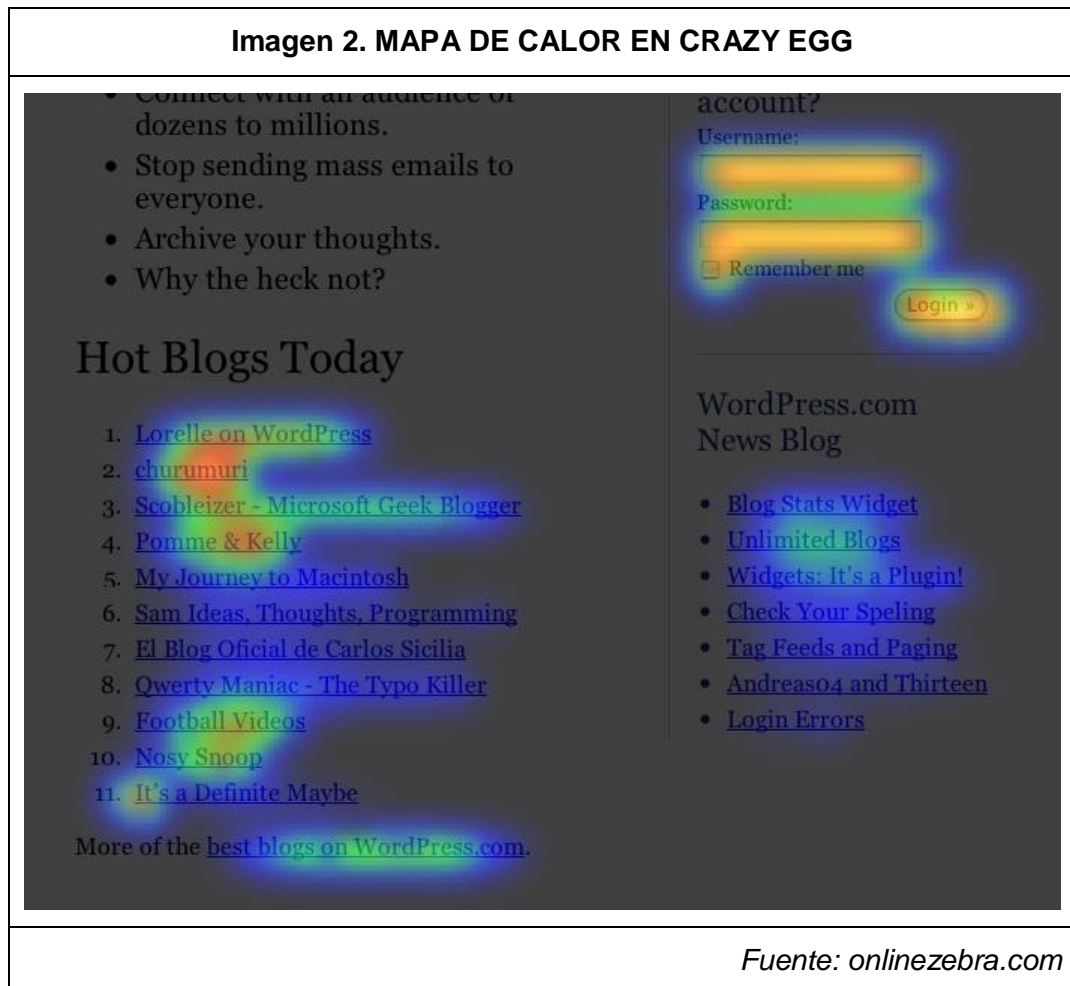 Imagen 2. MAPA DE CALOR EN CRAZY EGG
Connect with an audience of
dozens to millions.
• Stop sending mass emails to
everyone.
• Archive your thoughts.
• Why the heck not?
Hot Blogs Today
1. Lorelle on WordPress
2. churumuri
3. Scobleizer - Microsoft Geek Blogger
4. Pomme & Kelly
5. My Journey to Macintosh
6. Sam Ideas, Thoughts, Programming
7. El Blog Oficial de Carlos Sicilia
8. Qwerty Maniac - The Typo Killer
9. Football Videos
10. Nosy Snoop
11. It's a Definite Maybe
More of the best blogs on WordPress.com.
account?
Username:
Password:
Remember me
Login »
WordPress.com
News Blog
• Blog Stats Widget
• Unlimited Blogs
• Widgets: It's a Plugin!
• Check Your Speling
• Tag Feeds and Paging
• Andreas04 and Thirteen
• Login Errors
Fuente: onlinezebra.com